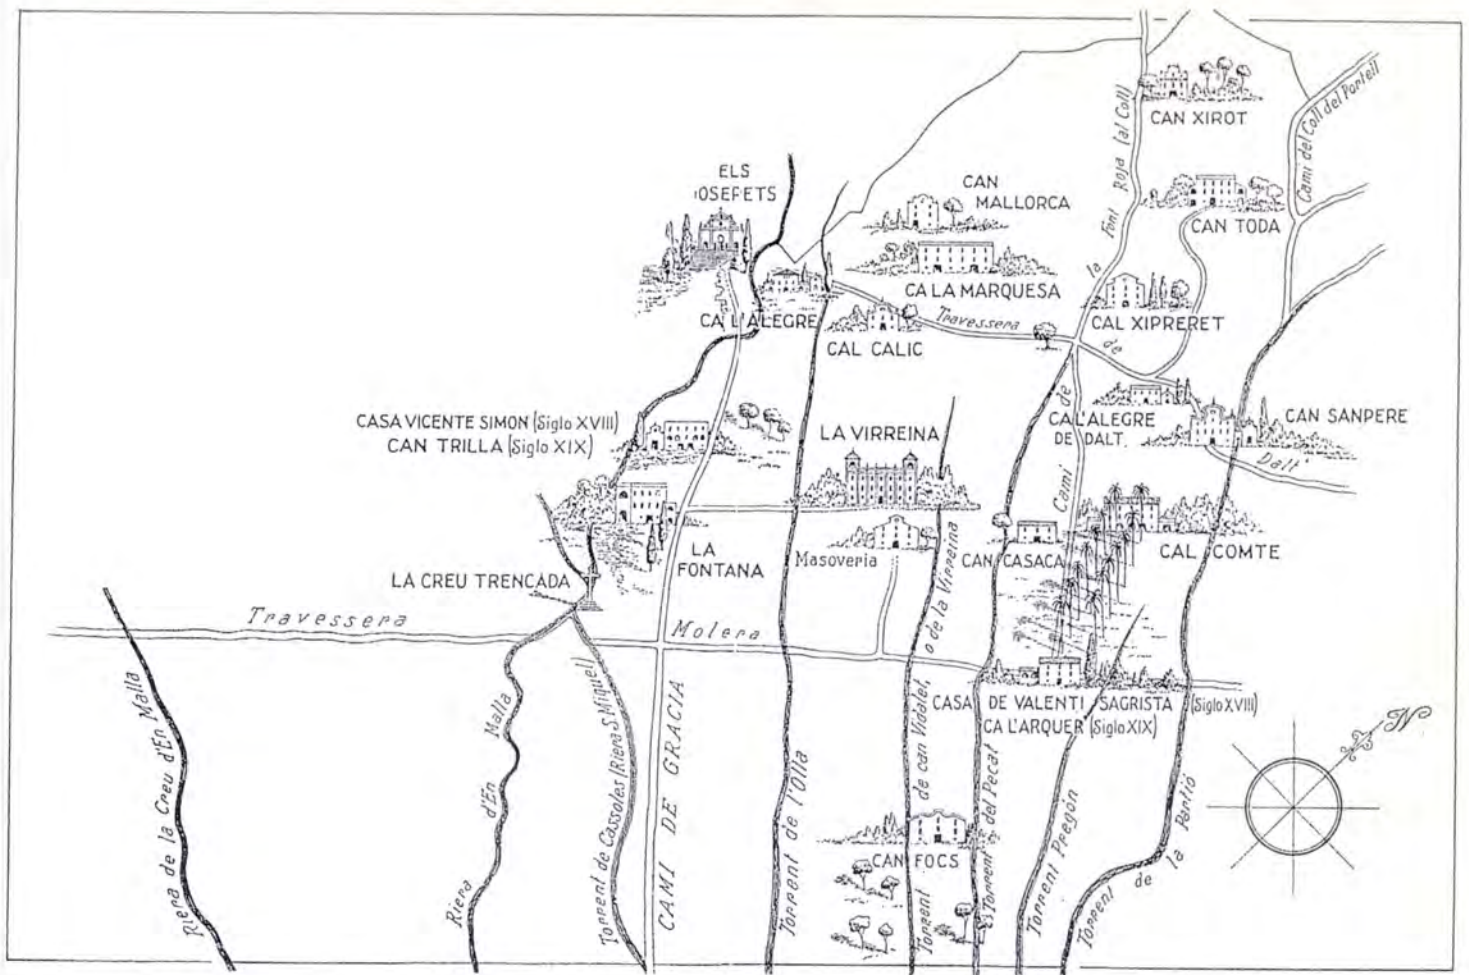 CAN XIROT
Cami del Coll del Portell
Font Roja (al Coll)
ELS
JOSEPETS
CAN
MALLORCA
CAN TODA
CA LA MARQUESA
la
CA L'ALEGRE
CAL CALIC
Travessera
CAL XIPRERET
de
CASA VICENTE SIMON (Siglo XVIII)
CAN TRILLA (Siglo XIX)
LA VIRREINA
de
CA L'ALEGRE
DE DALT.
CAN SANPERE
Dalt
Cami
LA
FONTANA
Masoveria
o de la Virreina
CAN CASACA
CAL COMTE
LA CREU TRENCADA
Travessera
Molera
CASA DE VALENTI SAGRISTA (Siglo XVIII)
CA L'ARQUER (Siglo XIX)
Riera de la Creu d'En Malla
Riera d'En Malla
Torrent de Cassoles (Riera S Miquel)
CAMI DE GRACIA
Torrent de l'Olla
Torrent de can Vidalet,
CAN FOCS
Torrent del Pecat
Torrent Pregón
Torrent de la Partió
N